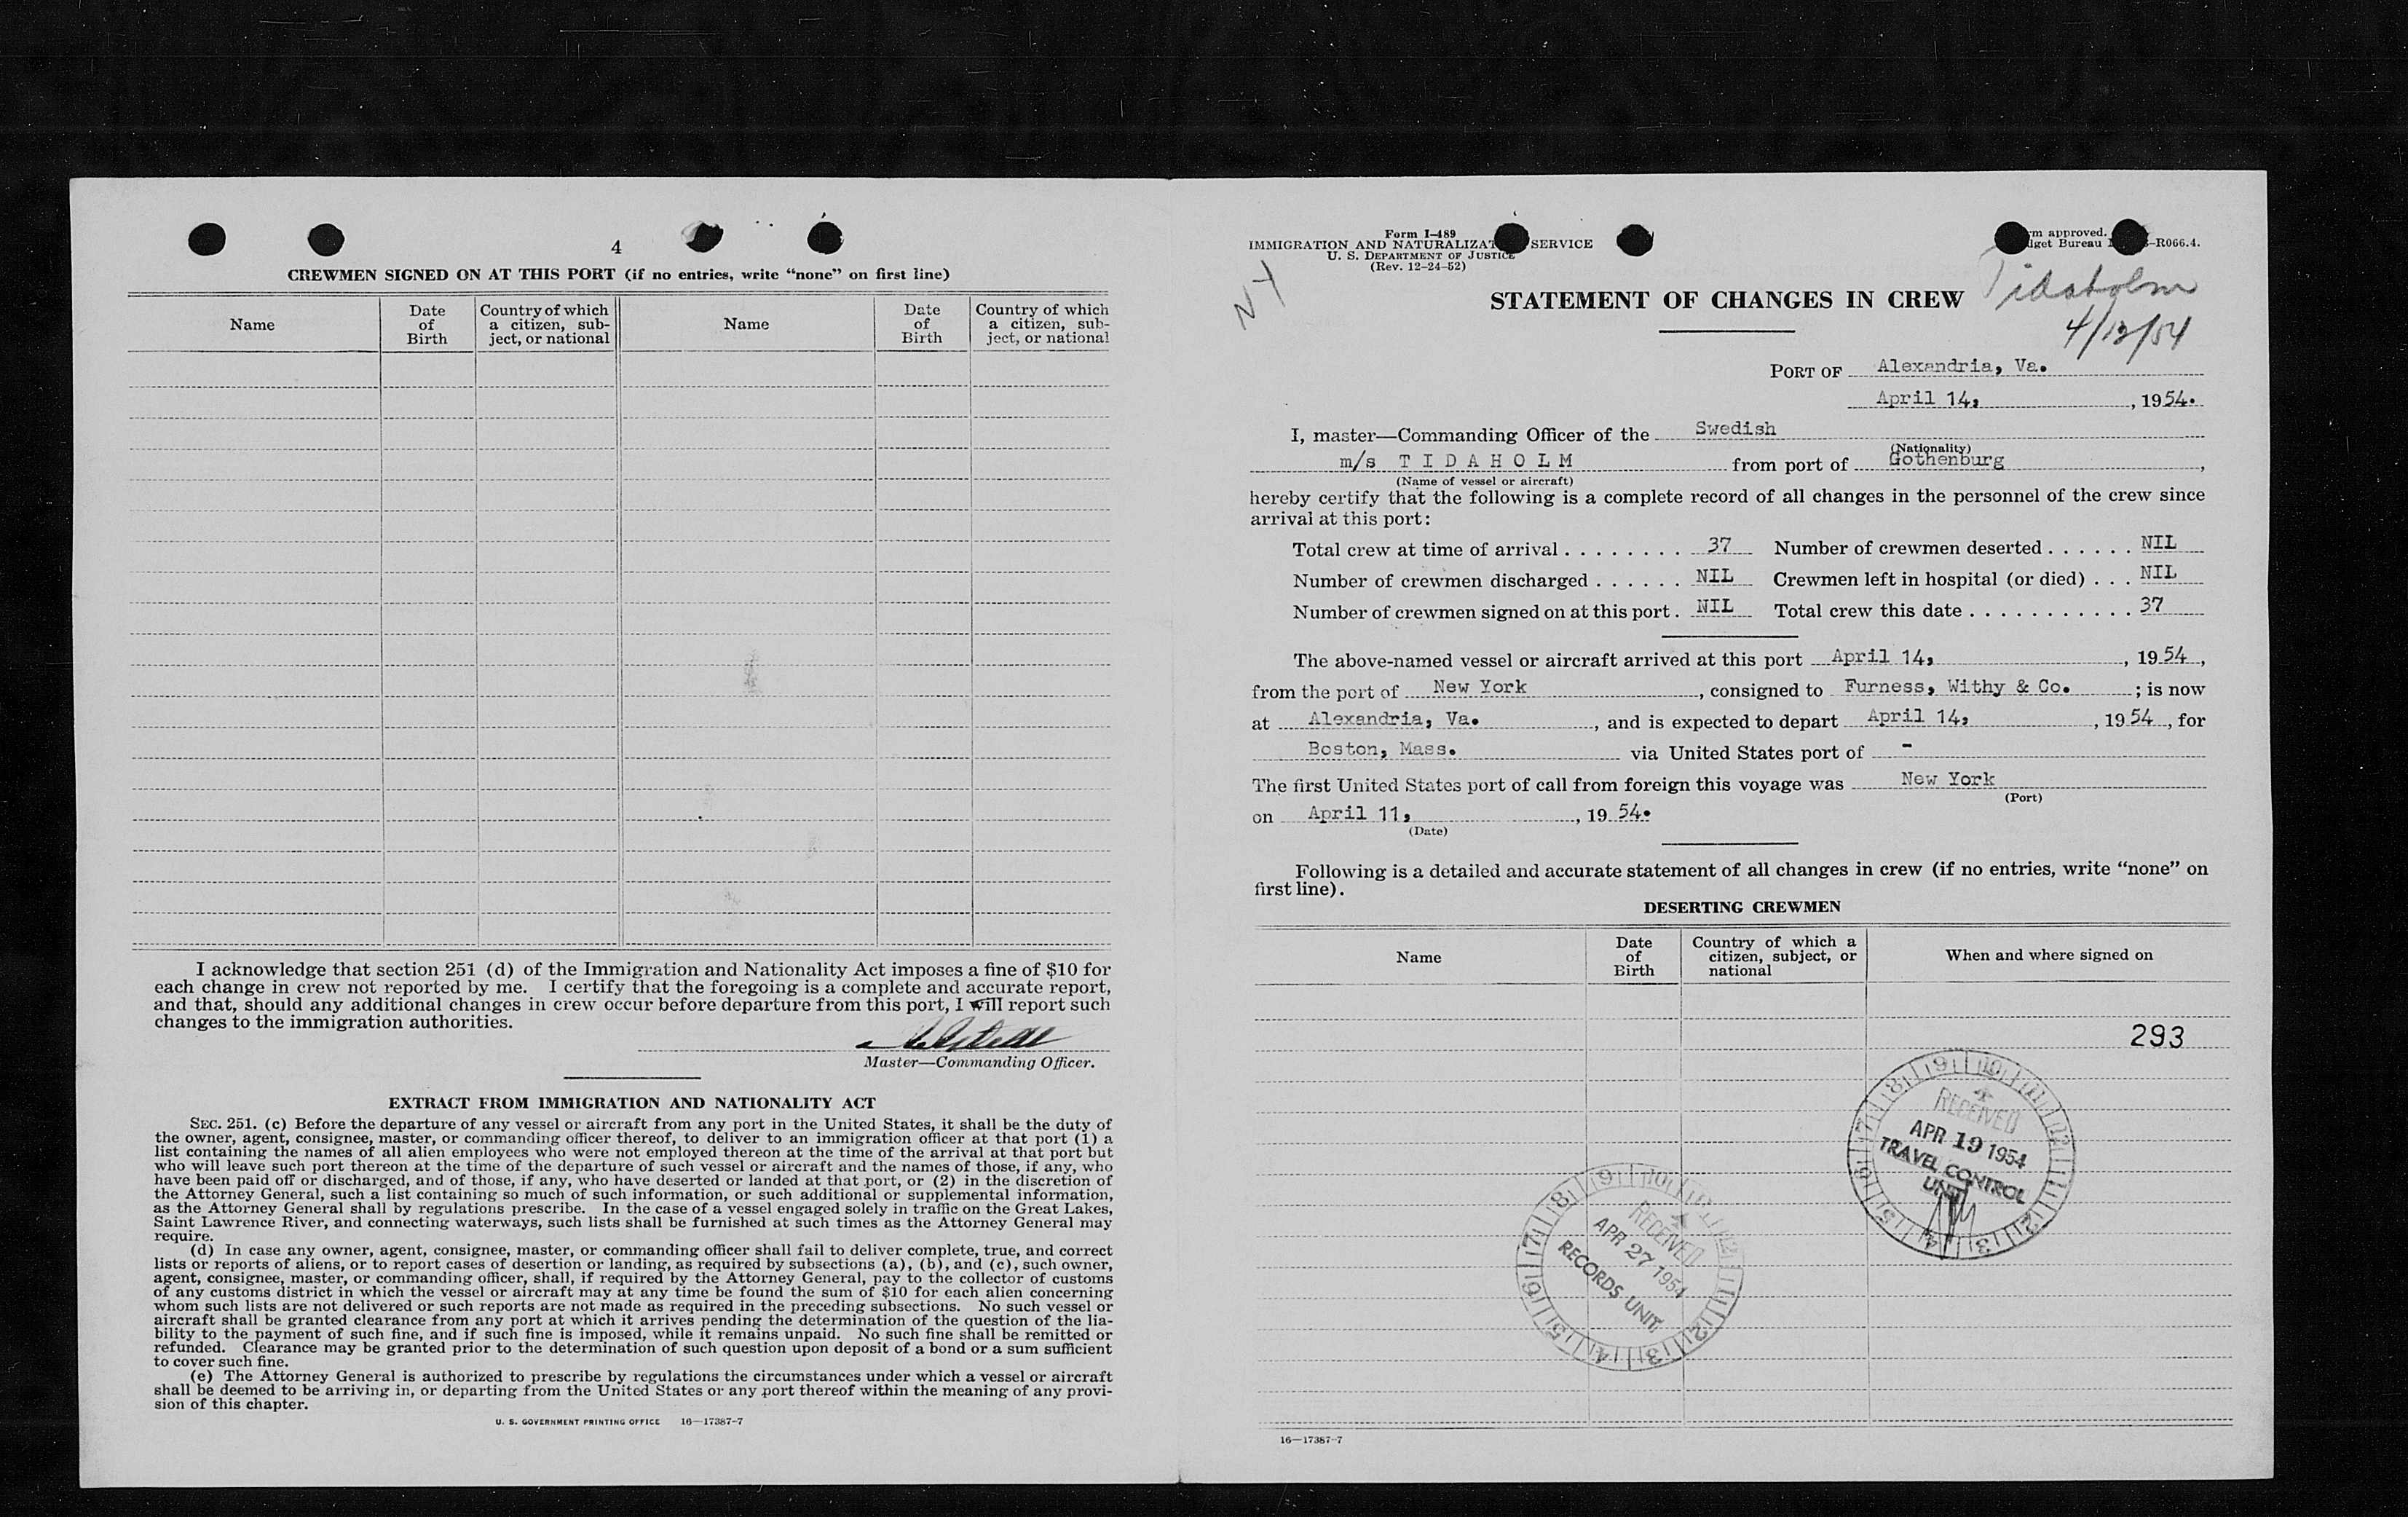 4
CREWMEN SIGNED ON AT THIS PORT (if no entries, write “none” on first line)
Name
Date of Birth
Country of which a citizen, sub-ject, or national
Name
Date of Birth
Country of which a citizen, sub-ject, or national
I acknowledge that section 251 (d) of the Immigration and Nationality Act imposes a fine of $10 for
each change in crew not reported by me. I certify that the foregoing is a complete and accurate report,
and that, should any additional changes in crew occur before departure from this port, I will report such
changes to the immigration authorities.
Master—Commanding Officer.
EXTRACT FROM IMMIGRATION AND NATIONALITY ACT
SEC. 251. (c) Before the departure of any vessel or aircraft from any port in the United States, it shall be the duty of
the owner, agent, consignee, master, or commanding officer thereof, to deliver to an immigration officer at that port (1) a
list containing the names of all alien employees who were not employed thereon at the time of the arrival at that port but
who will leave such port thereon at the time of the departure of such vessel or aircraft and the names of those, if any, who
have been paid off or discharged, and of those, if any, who have deserted or landed at that port, or (2) in the discretion of
the Attorney General, such a list containing so much of such information, or such additional or supplemental information,
as the Attorney General shall by regulations prescribe. In the case of a vessel engaged solely in traffic on the Great Lakes,
Saint Lawrence River, and connecting waterways, such lists shall be furnished at such times as the Attorney General may
require.
(d) In case any owner, agent, consignee, master, or commanding officer shall fail to deliver complete, true, and correct
lists or reports of aliens, or to report cases of desertion or landing, as required by subsections (a), (b), and (c), such owner,
agent, consignee, master, or commanding officer, shall, if required by the Attorney General, pay to the collector of customs
of any customs district in which the vessel or aircraft may at any time be found the sum of $10 for each alien concerning
whom such lists are not delivered or such reports are not made as required in the preceding subsections. No such vessel or
aircraft shall be granted clearance from any port at which it arrives pending the determination of the question of the lia-
bility to the payment of such fine, and if such fine is imposed, while it remains unpaid. No such fine shall be remitted or
refunded. Clearance may be granted prior to the determination of such question upon deposit of a bond or a sum sufficient
to cover such fine.
(e) The Attorney General is authorized to prescribe by regulations the circumstances under which a vessel or aircraft
shall be deemed to be arriving in, or departing from the United States or any port thereof within the meaning of any provi-
sion of this chapter.
U. S. GOVERNMENT PRINTING OFFICE 16—17387-7
Form I-489
IMMIGRATION AND NATURALIZAT SERVICE
U. S. DEPARTMENT OF JUSTICE
(Rev. 12-24-52)
rm approved.
dget Bureau -R066.4.
NY
Tidaholm
4/12/54
STATEMENT OF CHANGES IN CREW
PORT OF Alexandria, Va.
April 14, , 1954.
I, master—Commanding Officer of the Swedish
(Nationality)
m/s T I D A H O L M from port of Gothenburg ,
(Name of vessel or aircraft)
hereby certify that the following is a complete record of all changes in the personnel of the crew since
arrival at this port:
Total crew at time of arrival . . . . . . . . 37 Number of crewmen deserted . . . . . . NIL
Number of crewmen discharged . . . . . . NIL Crewmen left in hospital (or died) . . . NIL
Number of crewmen signed on at this port . NIL Total crew this date . . . . . . . . . . . 37
The above-named vessel or aircraft arrived at this port April 14, , 1954 ,
from the port of New York , consigned to Furness, Withy & Co. ; is now
at Alexandria, Va. , and is expected to depart April 14, , 1954 , for
Boston, Mass. via United States port of -
The first United States port of call from foreign this voyage was New York
(Port)
on April 11, , 19 54.
(Date)
Following is a detailed and accurate statement of all changes in crew (if no entries, write “none” on
first line).
DESERTING CREWMEN
Name
Date of Birth
Country of which a citizen, subject, or national
When and where signed on
293
9 10 11 12 1 2 3 4 5 6 7 8
RECEIVED
APR 19 1954
TRAVEL CONTROL
UNIT
9 10 11 12 1 2 3 4 5 6 7 8
RECEIVED
APR 27 1954
RECORDS UNIT
16—17387-7